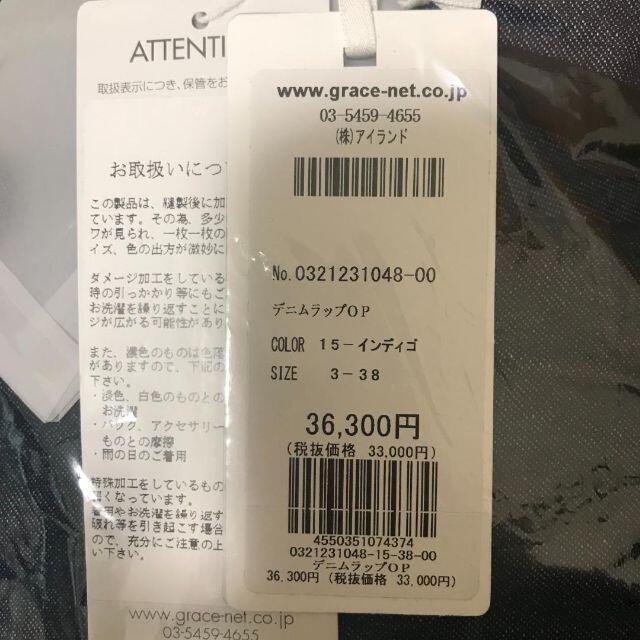 ATTENTI
取扱表示につき、保管をお
お取扱いについ
この製品は、縫製後に加
ています。その為、多少
ワが見られ、一枚一枚の
イズ、色の出方が微妙に
ダメージ加工をしている
時の引っかかり等にもご
お洗濯を繰り返すことに
ジが広がる可能性があり
また、濃色のものは色落
がありますので、下記の
下さい。
・淡色、白色のものとの
お洗濯
・バック、アクセサリー
ものとの摩擦
・雨の日のご着用
特殊加工をしているもの
弱くなっています。
着用やお洗濯を繰り返す
破れ等を引き起こす場合
ので、充分にご注意の上
い下さい。
www.grace-net.co.jp
03-5459-4655
www.grace-net.co.jp
03-5459-4655
(株)アイランド
No.0321231048-00
デニムラップOP
COLOR 15-インディゴ
SIZE 3-38
36,300円
(税抜価格 33,000円)
4550351074374
0321231048-15-38-00
デニムラップOP
36,300円 (税抜価格 33,000円)